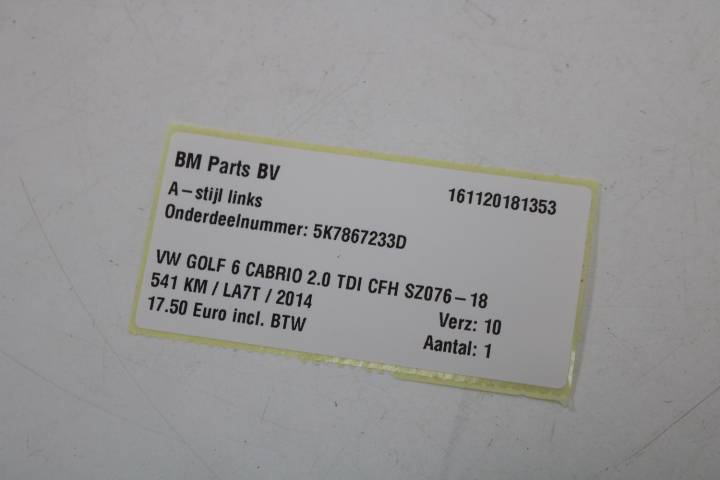 BM Parts BV 161120181353
A-stijl links
Onderdeelnummer: 5K7867233D
VW GOLF 6 CABRIO 2.0 TDI CFH SZ076-18
541 KM / LA7T / 2014 Verz: 10
17.50 Euro incl. BTW Aantal: 1